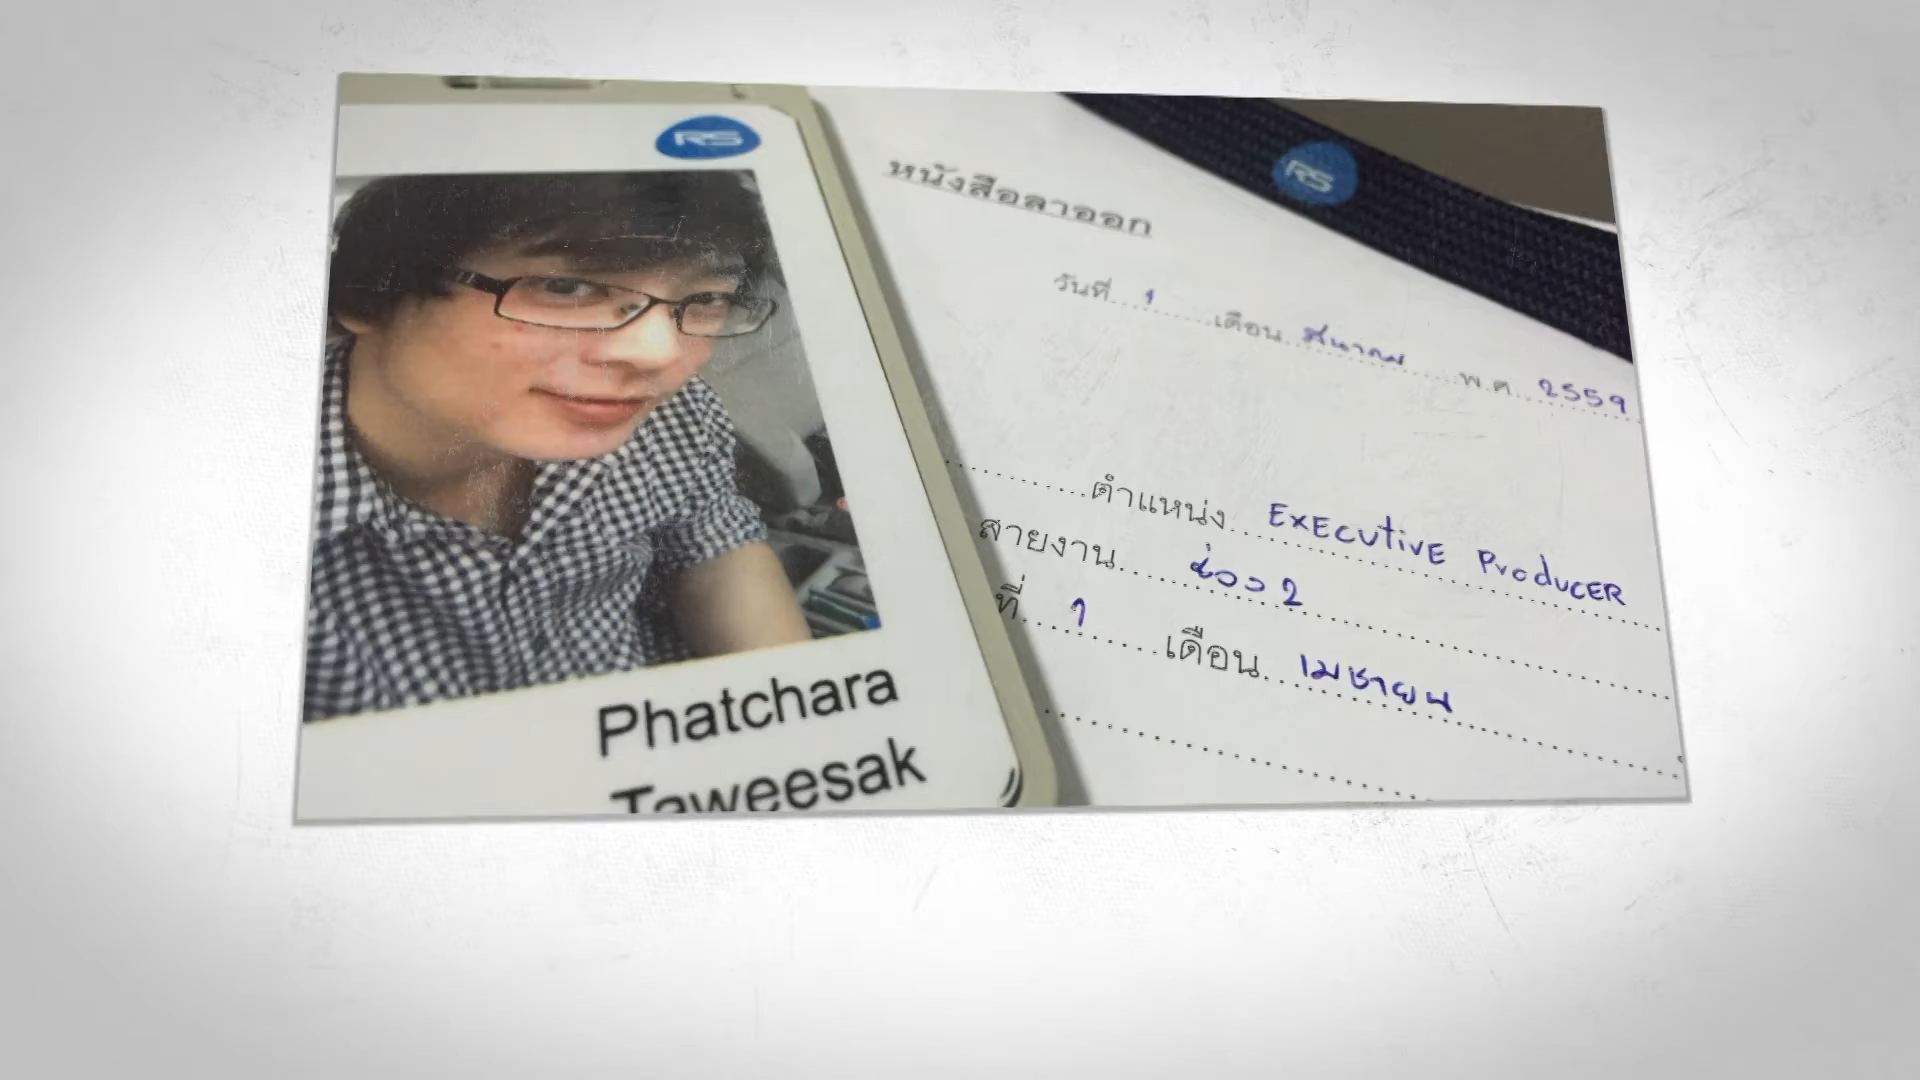 RS
Phatchara
Taweesak
RS
หนังสือลาออก
วันที่ 1 เดือน มีนาคม พ.ศ. 2559
ตำแหน่ง EXECUTIVE PRODUCER
สายงาน ช่อง 2
ที่ 1 เดือน เมษายน